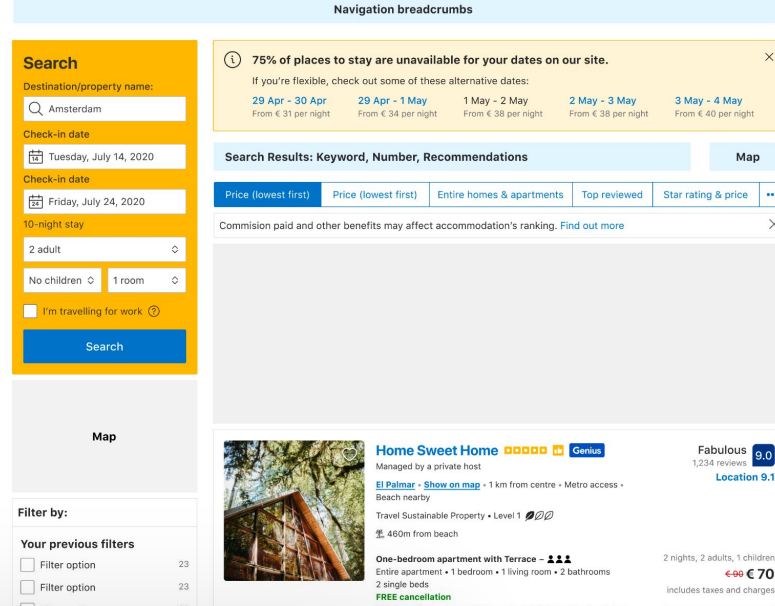 Navigation breadcrumbs
Search
Destination/property name:
Amsterdam
Check-in date
14 Tuesday, July 14, 2020
Check-in date
24 Friday, July 24, 2020
10-night stay
2 adult
No children 1 room
I'm travelling for work
Search
Map
Filter by:
Your previous filters
Filter option 23
Filter option 23
75% of places to stay are unavailable for your dates on our site.
If you're flexible, check out some of these alternative dates:
29 Apr - 30 Apr 29 Apr - 1 May 1 May - 2 May 2 May - 3 May 3 May - 4 May
From € 31 per night From € 34 per night From € 38 per night From € 38 per night From € 40 per night
Search Results: Keyword, Number, Recommendations Map
Price (lowest first) Price (lowest first) Entire homes & apartments Top reviewed Star rating & price
Commision paid and other benefits may affect accommodation's ranking. Find out more
Home Sweet Home Genius
Managed by a private host
El Palmar • Show on map • 1 km from centre • Metro access •
Beach nearby
Travel Sustainable Property • Level 1
460m from beach
One-bedroom apartment with Terrace –
Entire apartment • 1 bedroom • 1 living room • 2 bathrooms
2 single beds
FREE cancellation
Fabulous 9.0
1,234 reviews
Location 9.1
2 nights, 2 adults, 1 children
€ 90 € 70
includes taxes and charges